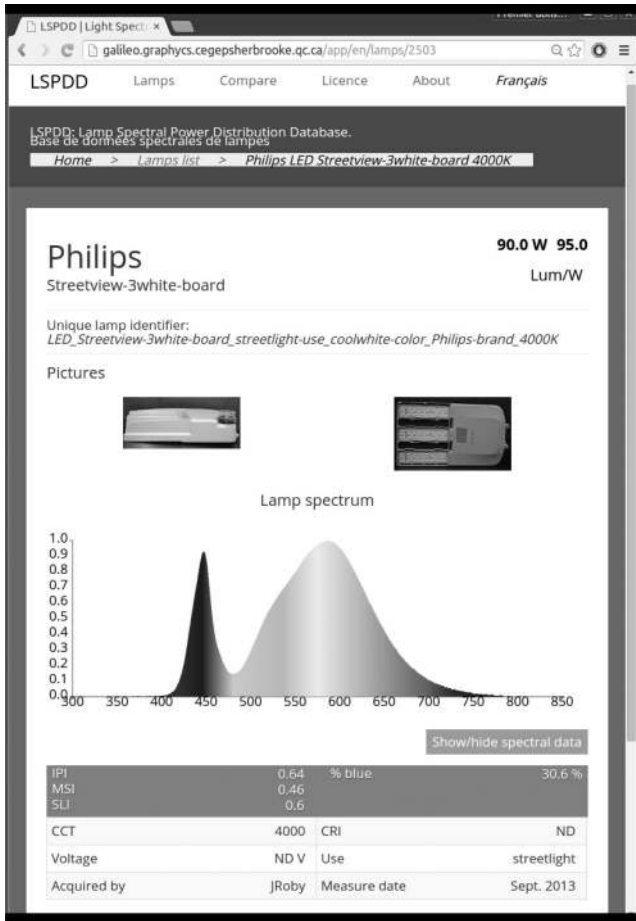 LSPDD | Light Spect ×
galileo.graphycs.cegepsherbrooke.qc.ca/app/en/lamps/2503
LSPDD Lamps Compare Licence About Français
LSPDD: Lamp Spectral Power Distribution Database.
Base de données spectrales de lampes
Home > Lamps list > Philips LED Streetview-3white-board 4000K
Philips 90.0 W 95.0
Streetview-3white-board Lum/W
Unique lamp identifier:
LED_Streetview-3white-board_streetlight-use_coolwhite-color_Philips-brand_4000K
Pictures
Lamp spectrum
1.0
0.9
0.8
0.7
0.6
0.5
0.4
0.3
0.2
0.1
0.0
300 350 400 450 500 550 600 650 700 750 800 850
Show/hide spectral data
IPI 0.64 % blue 30.6 %
MSI 0.46
SLI 0.6
CCT 4000 CRI ND
Voltage ND V Use streetlight
Acquired by JRoby Measure date Sept. 2013